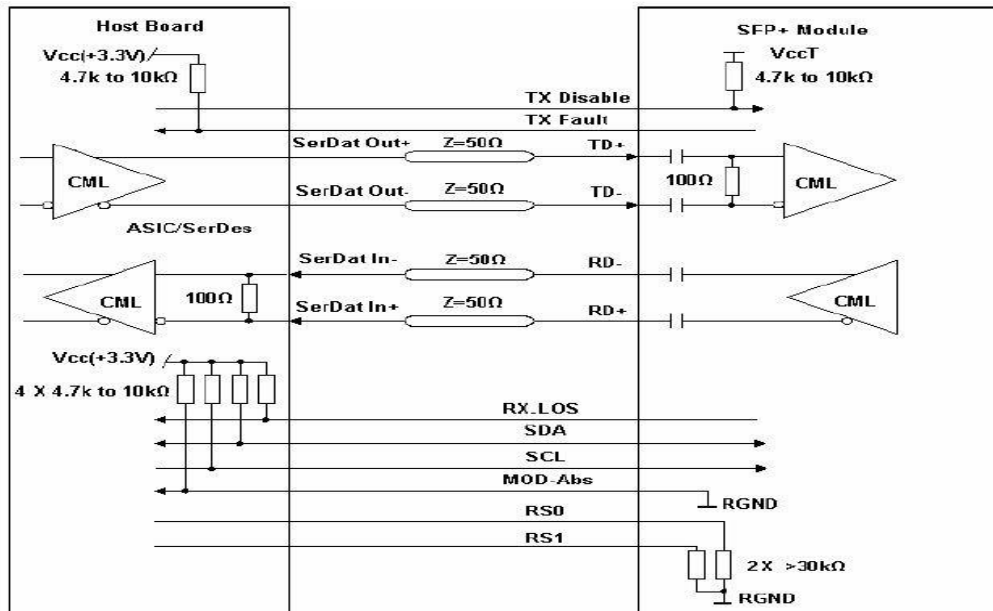 Host Board
SFP+ Module
Vcc(+3.3V)
4.7k to 10kΩ
VccT
4.7k to 10kΩ
TX Disable
TX Fault
SerDat Out+
Z=50Ω
TD+
CML
100Ω
CML
SerDat Out-
Z=50Ω
TD-
ASIC/SerDes
SerDat In-
Z=50Ω
RD-
CML
100Ω
CML
SerDat In+
Z=50Ω
RD+
Vcc(+3.3V)
4 X 4.7k to 10kΩ
RX_LOS
SDA
SCL
MOD-Abs
RGND
RS0
RS1
2X >30kΩ
RGND